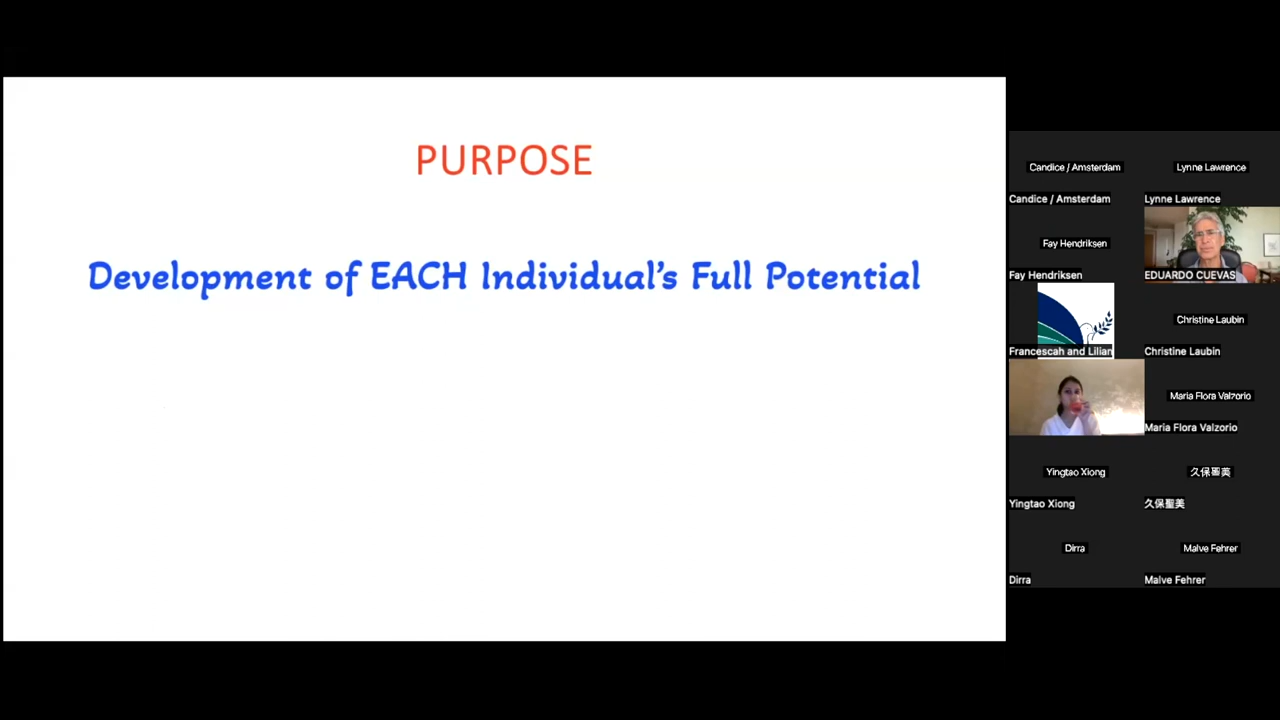 PURPOSE
Development of EACH Individual's Full Potential
Candice / Amsterdam
Candice / Amsterdam
Lynne Lawrence
Lynne Lawrence
Fay Hendriksen
Fay Hendriksen
EDUARDO CUEVAS
Francescah and Lilian
Christine Laubin
Christine Laubin
Maria Flora Valzorio
Maria Flora Valzorio
Yingtao Xiong
Yingtao Xiong
久保聖美
久保聖美
Dirra
Dirra
Malve Fehrer
Malve Fehrer